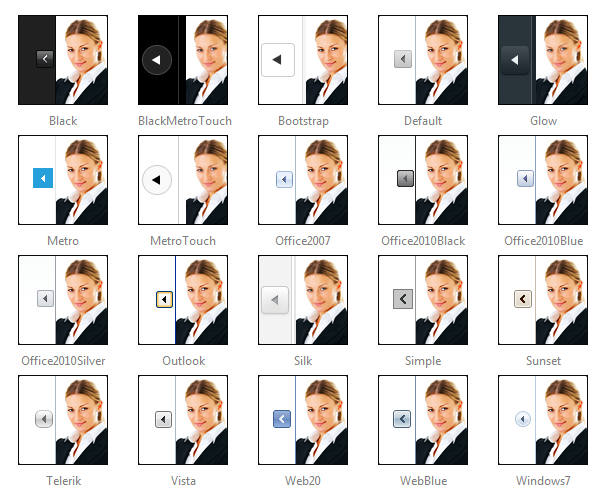 Black BlackMetroTouch Bootstrap Default Glow
Metro MetroTouch Office2007 Office2010Black Office2010Blue
Office2010Silver Outlook Silk Simple Sunset
Telerik Vista Web20 WebBlue Windows7